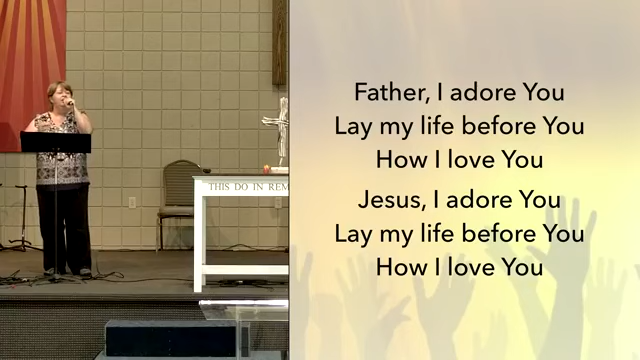 THIS DO IN REM
Father, I adore You
Lay my life before You
How I love You
Jesus, I adore You
Lay my life before You
How I love You